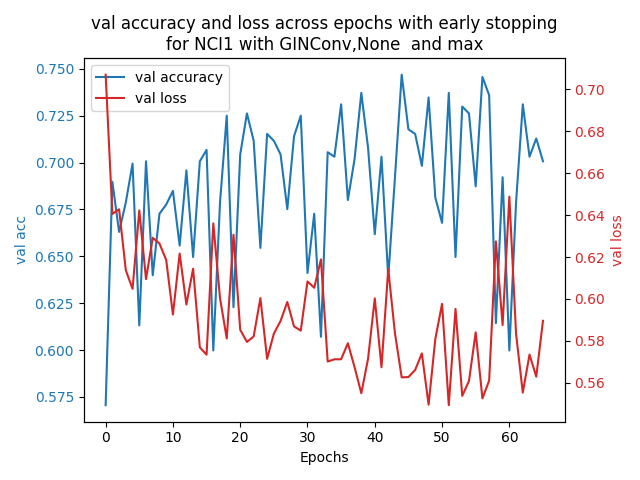 val accuracy and loss across epochs with early stopping
for NCI1 with GINConv,None  and max
val accuracy
val loss
0.750
0.725
0.700
0.675
0.650
0.625
0.600
0.575
val acc
0.70
0.68
0.66
0.64
0.62
0.60
0.58
0.56
val loss
0 10 20 30 40 50 60
Epochs